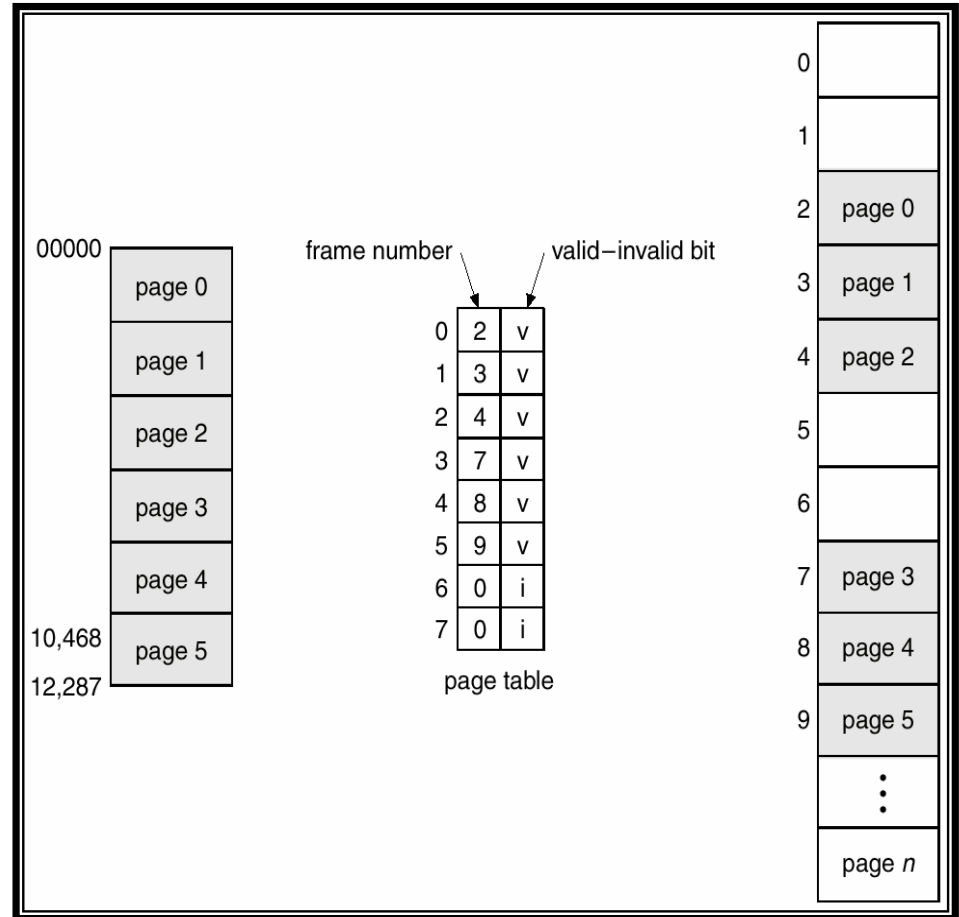 00000
page 0
page 1
page 2
page 3
page 4
10,468
page 5
12,287
frame number
valid–invalid bit
0 2 v
1 3 v
2 4 v
3 7 v
4 8 v
5 9 v
6 0 i
7 0 i
page table
0
1
2 page 0
3 page 1
4 page 2
5
6
7 page 3
8 page 4
9 page 5
page n